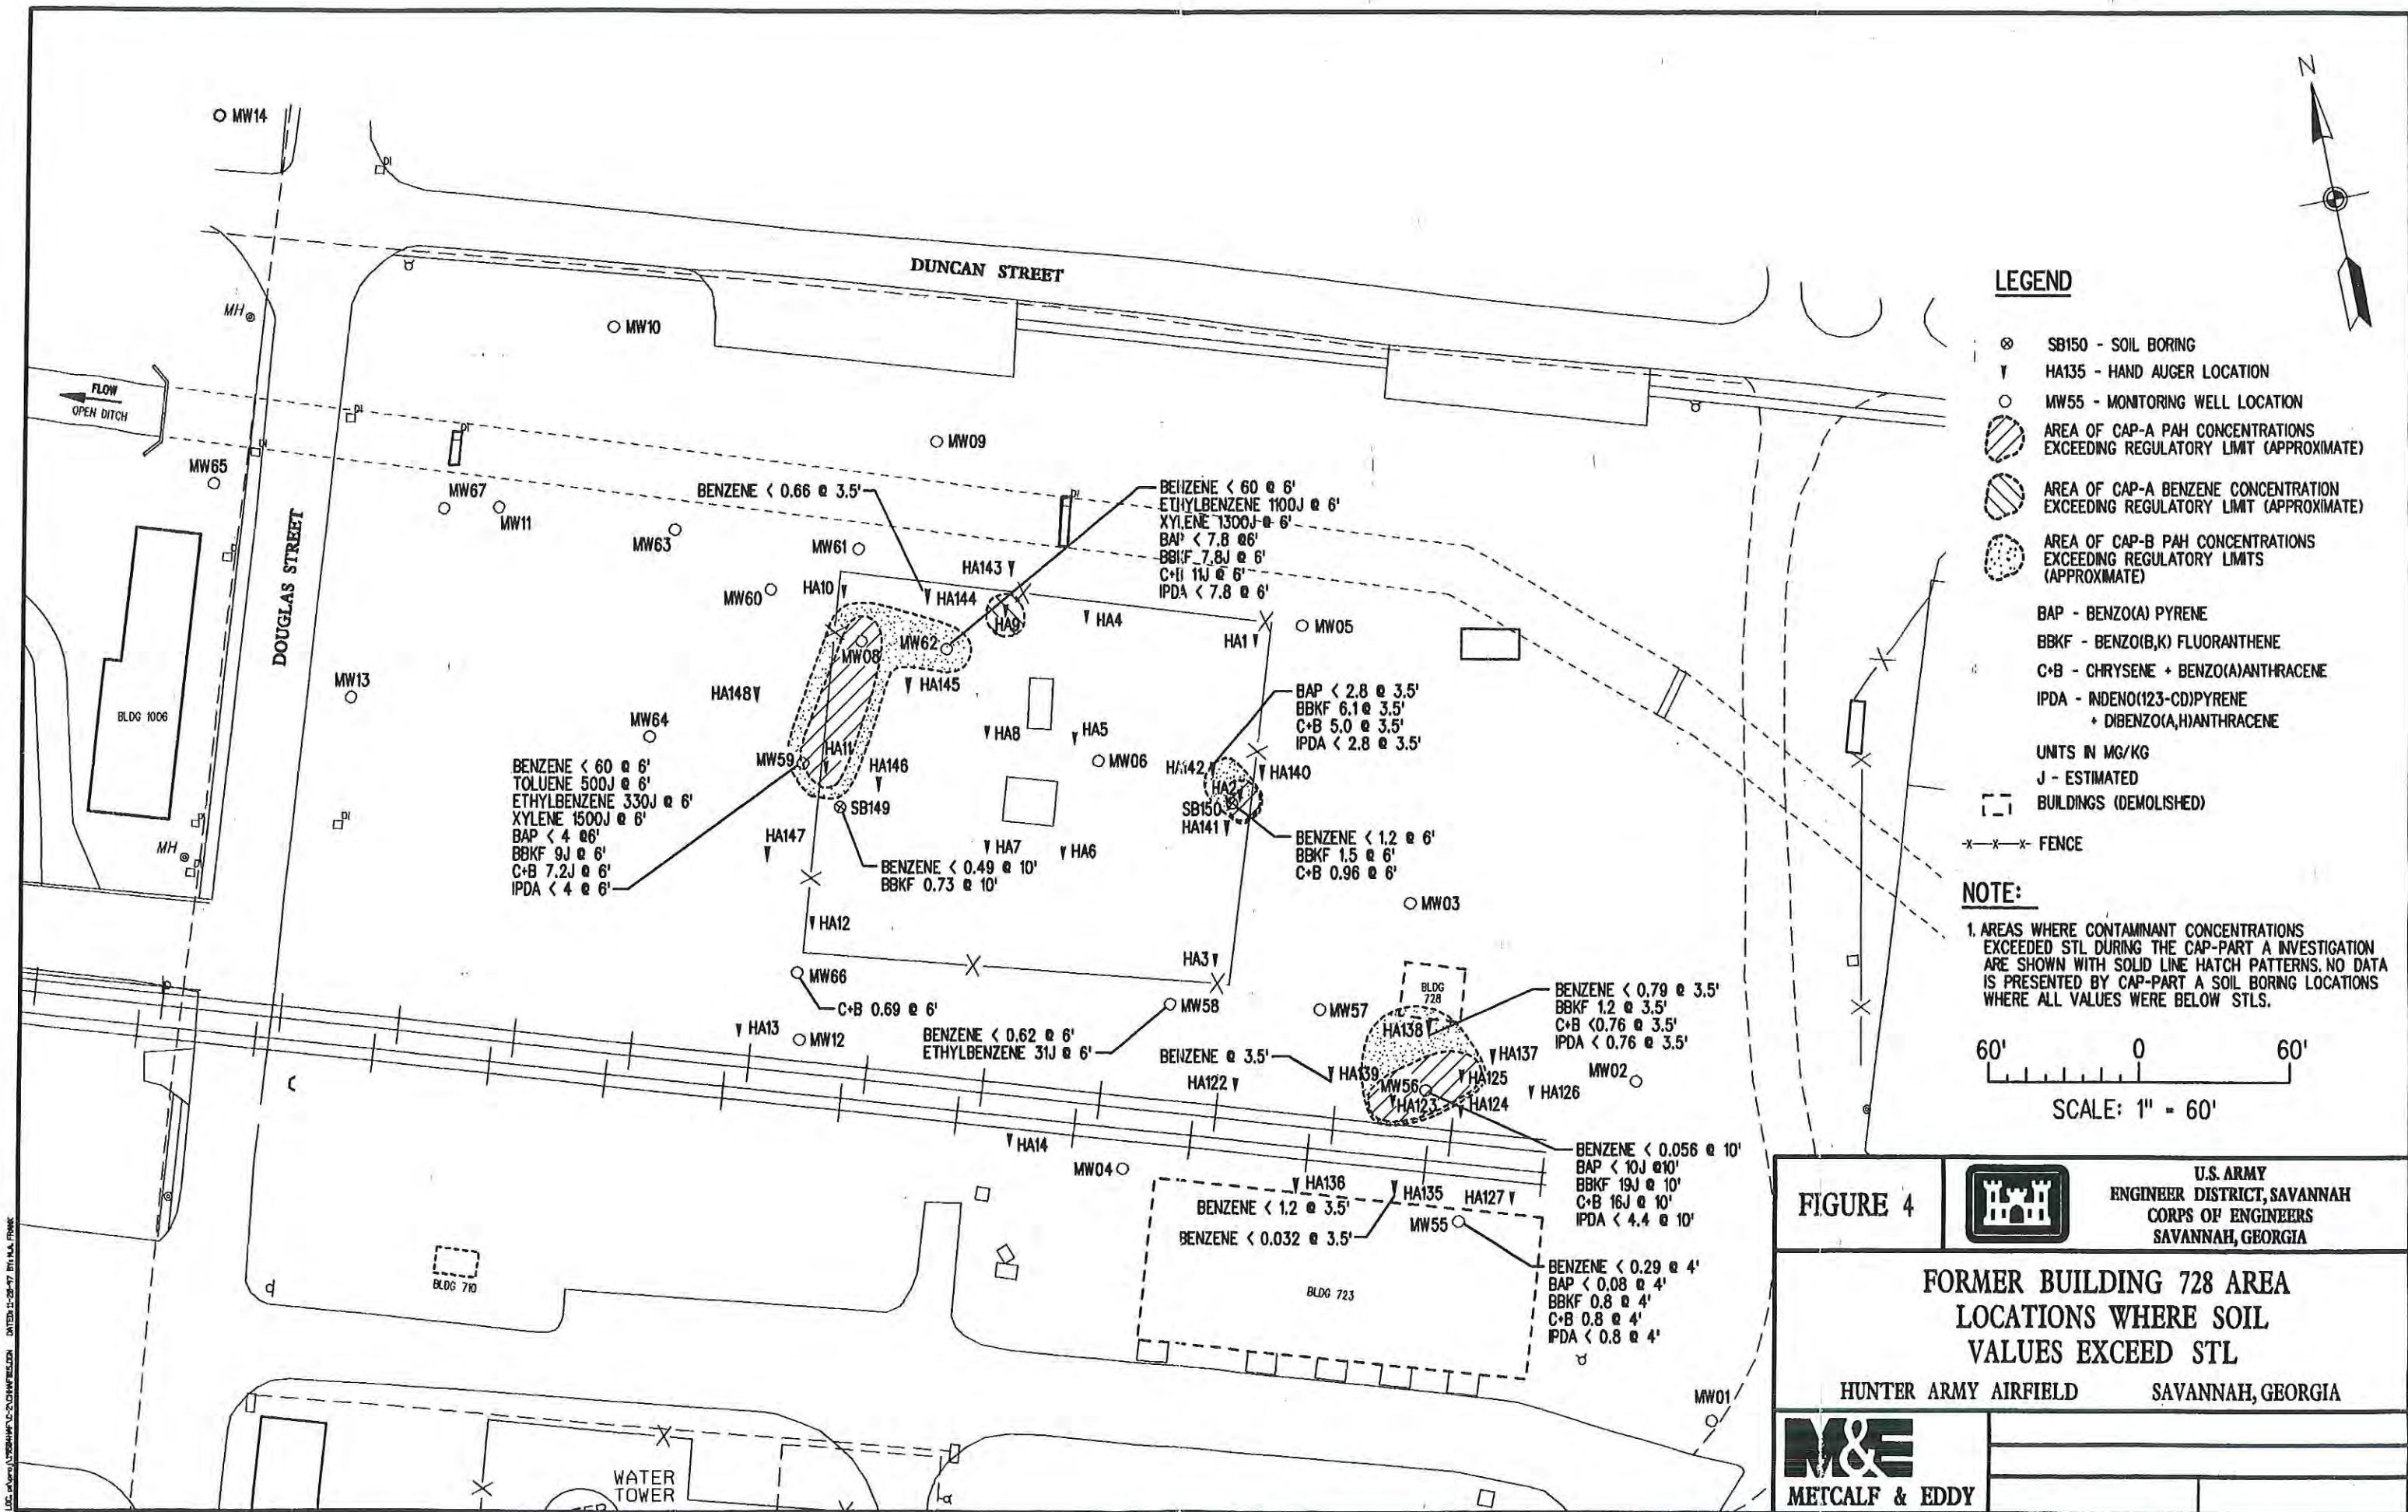 MW14
DI
DUNCAN STREET
MH
MW10
FLOW
OPEN DITCH
DI
DI
DI
MW09
MW65
MW67
MW11
BENZENE < 0.66 @ 3.5'
DI
BENZENE < 60 @ 6'
ETHYLBENZENE 1100J @ 6'
XYLENE 1300J @ 6'
BAP < 7.8 @6'
BBKF 7.8J @ 6'
C+B 11J @ 6'
IPDA < 7.8 @ 6'
MW63
MW61
HA143
DOUGLAS STREET
MW60
HA10
HA144
HA9
HA4
HA1
MW05
MW08
MW62
HA145
MW13
HA148
BLDG 1006
MW64
HA8
HA5
BAP < 2.8 @ 3.5'
BBKF 6.1 @ 3.5'
C+B 5.0 @ 3.5'
IPDA < 2.8 @ 3.5'
HA11
MW59
HA146
MW06
HA142
HA140
HA2
BENZENE < 60 @ 6'
TOLUENE 500J @ 6'
ETHYLBENZENE 330J @ 6'
XYLENE 1500J @ 6'
BAP < 4 @6'
BBKF 9J @ 6'
C+B 7.2J @ 6'
IPDA < 4 @ 6'
SB149
SB150
HA141
DI
MH
HA147
HA7
HA6
BENZENE < 1.2 @ 6'
BBKF 1.5 @ 6'
C+B 0.96 @ 6'
BENZENE < 0.49 @ 10'
BBKF 0.73 @ 10'
MW03
HA12
HA3
MW66
C+B 0.69 @ 6'
MW58
MW57
BLDG
728
BENZENE < 0.79 @ 3.5'
BBKF 1.2 @ 3.5'
C+B <0.76 @ 3.5'
IPDA < 0.76 @ 3.5'
HA13
MW12
BENZENE < 0.62 @ 6'
ETHYLBENZENE 31J @ 6'
HA138
BENZENE @ 3.5'
HA137
HA122
HA139
MW56
HA125
MW02
HA126
HA123
HA124
HA14
MW04
BENZENE < 0.056 @ 10'
BAP < 10J @10'
BBKF 19J @ 10'
C+B 16J @ 10'
IPDA < 4.4 @ 10'
HA136
HA135
HA127
BENZENE < 1.2 @ 3.5'
MW55
BENZENE < 0.032 @ 3.5'
BENZENE < 0.29 @ 4'
BAP < 0.08 @ 4'
BBKF 0.8 @ 4'
C+B 0.8 @ 4'
IPDA < 0.8 @ 4'
BLDG 710
BLDG 723
MW01
WATER
TOWER
N
LEGEND
SB150 - SOIL BORING
HA135 - HAND AUGER LOCATION
MW55 - MONITORING WELL LOCATION
AREA OF CAP-A PAH CONCENTRATIONS
EXCEEDING REGULATORY LIMIT (APPROXIMATE)
AREA OF CAP-A BENZENE CONCENTRATION
EXCEEDING REGULATORY LIMIT (APPROXIMATE)
AREA OF CAP-B PAH CONCENTRATIONS
EXCEEDING REGULATORY LIMITS
(APPROXIMATE)
BAP - BENZO(A) PYRENE
BBKF - BENZO(B,K) FLUORANTHENE
C+B - CHRYSENE + BENZO(A)ANTHRACENE
IPDA - INDENO(123-CD)PYRENE
+ DIBENZO(A,H)ANTHRACENE
UNITS IN MG/KG
J - ESTIMATED
BUILDINGS (DEMOLISHED)
-x—x—x- FENCE
NOTE:
1. AREAS WHERE CONTAMINANT CONCENTRATIONS
EXCEEDED STL DURING THE CAP-PART A INVESTIGATION
ARE SHOWN WITH SOLID LINE HATCH PATTERNS. NO DATA
IS PRESENTED BY CAP-PART A SOIL BORING LOCATIONS
WHERE ALL VALUES WERE BELOW STLS.
60' 0 60'
SCALE: 1" = 60'
FIGURE 4
U.S. ARMY
ENGINEER DISTRICT, SAVANNAH
CORPS OF ENGINEERS
SAVANNAH, GEORGIA
FORMER BUILDING 728 AREA
LOCATIONS WHERE SOIL
VALUES EXCEED STL
HUNTER ARMY AIRFIELD SAVANNAH, GEORGIA
M&E
METCALF & EDDY